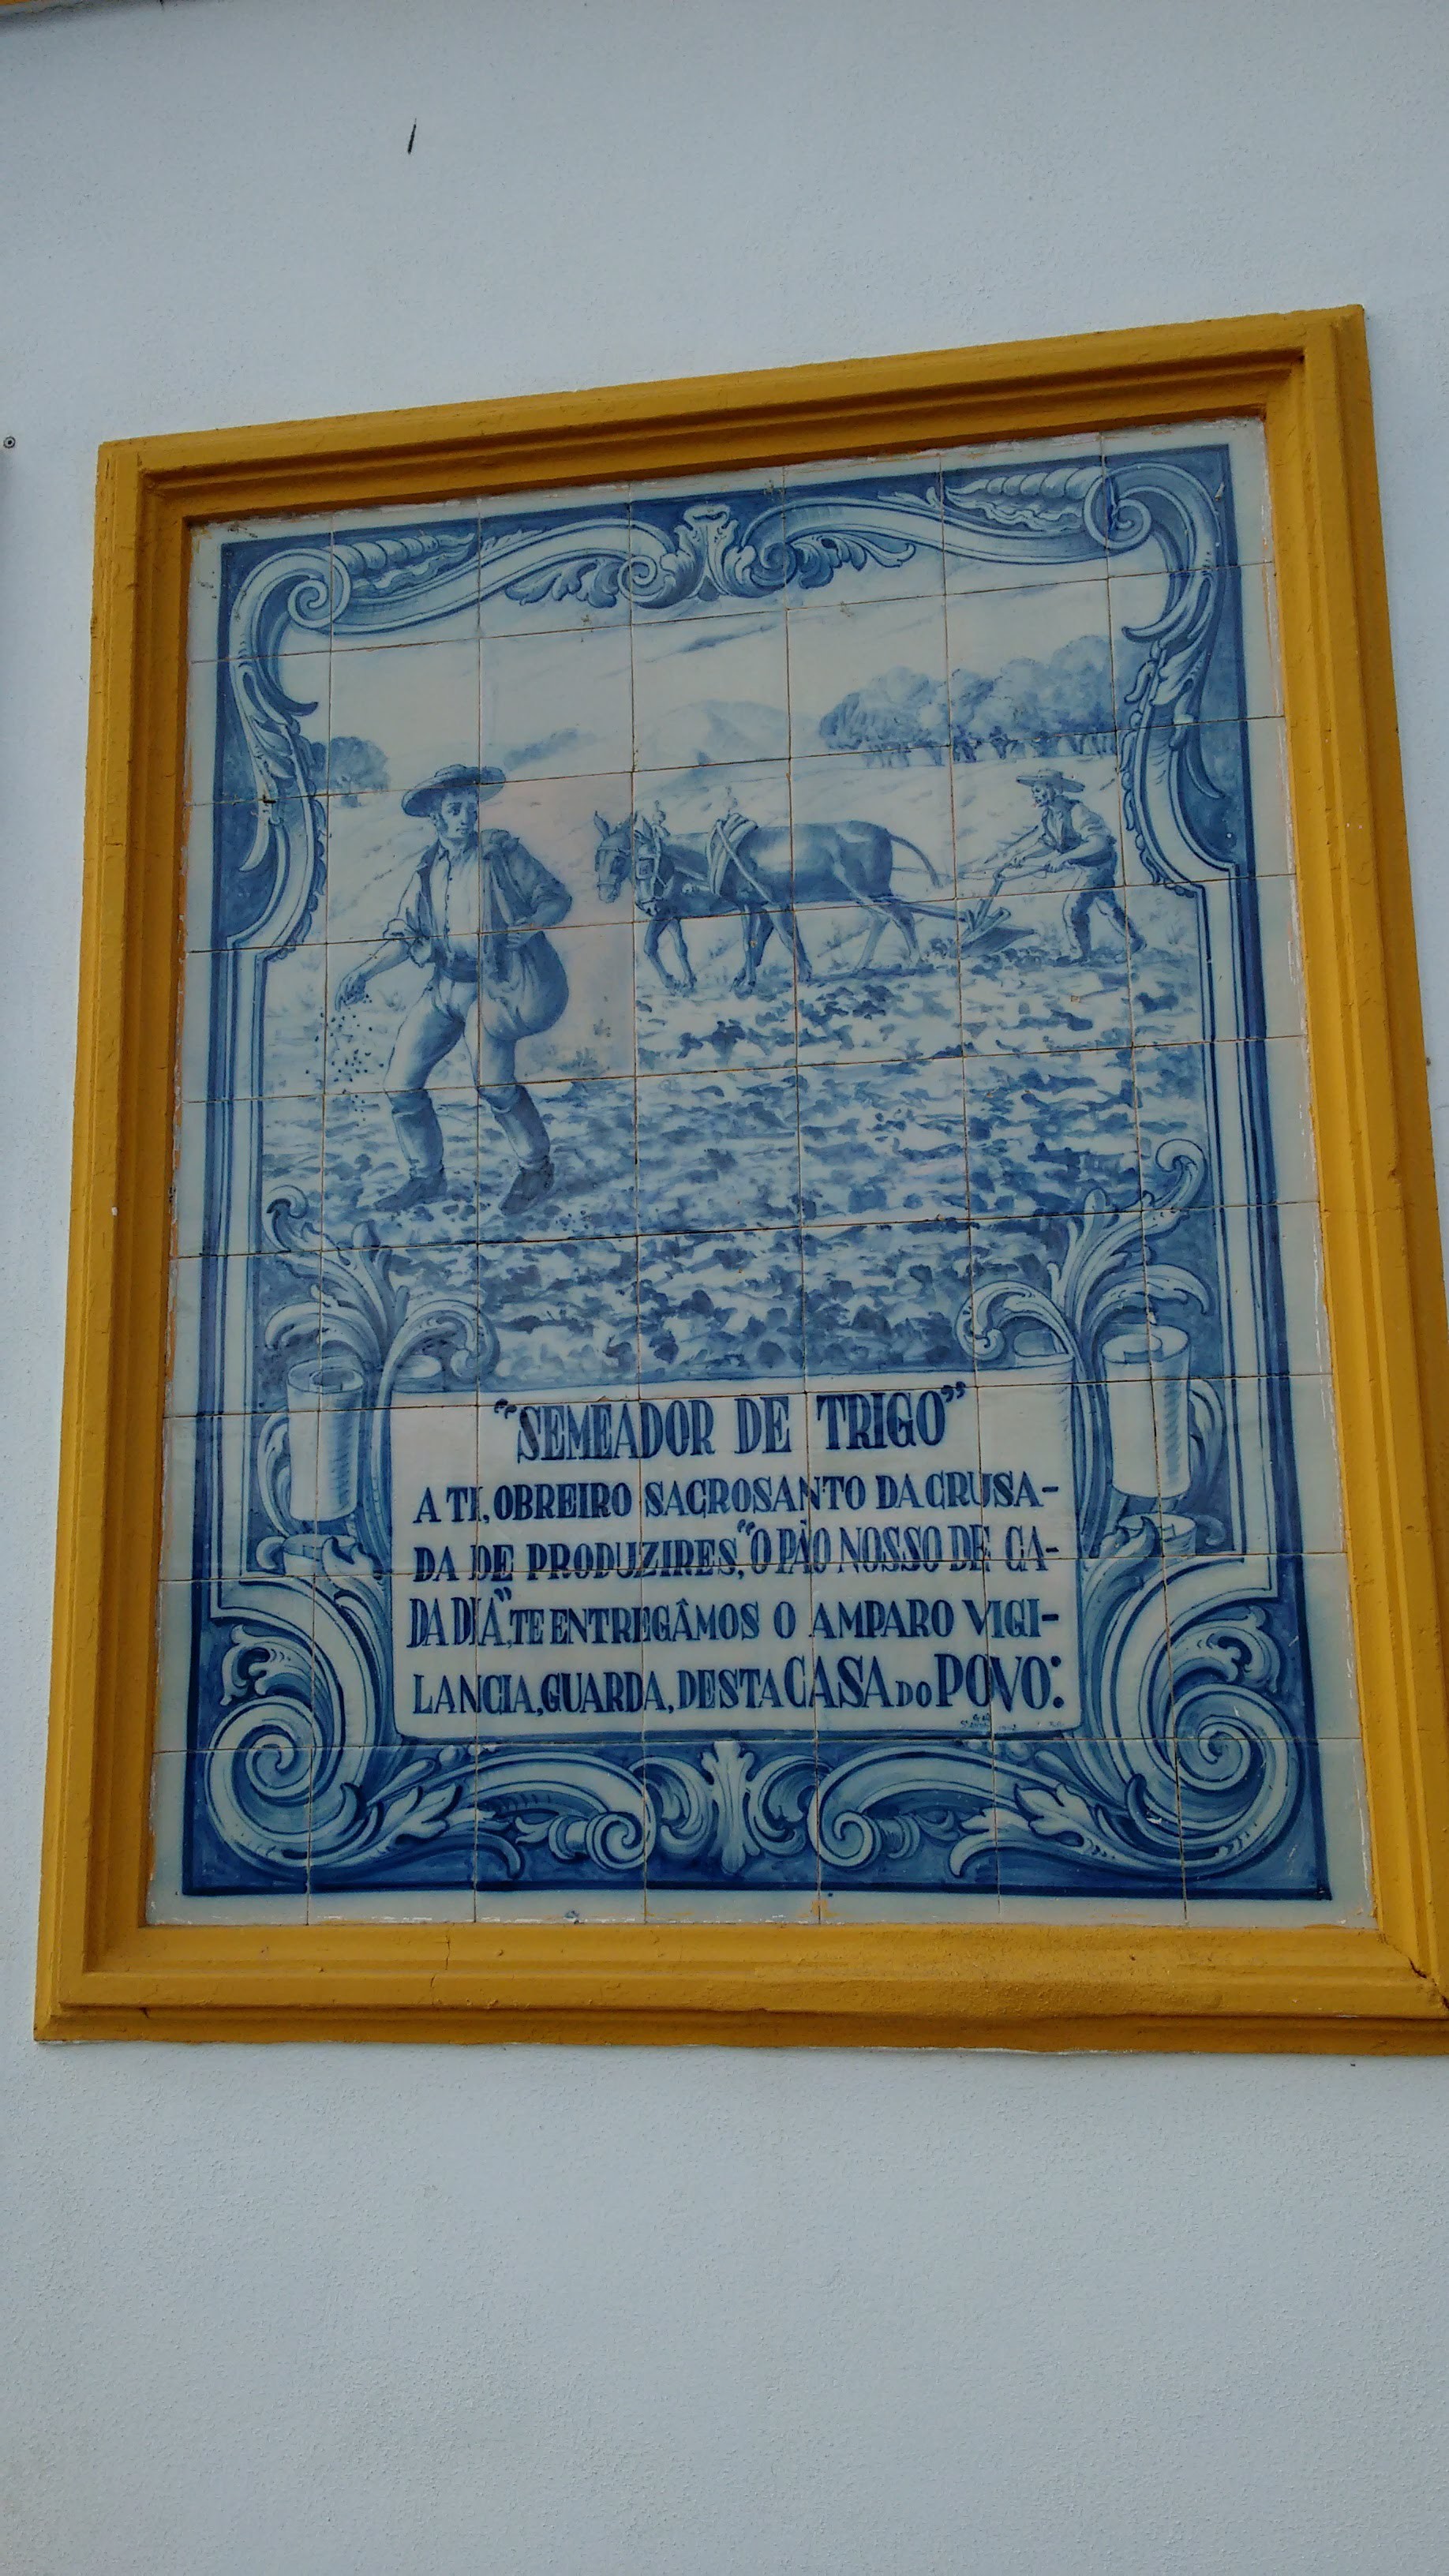 "SEMEADOR DE TRIGO"
A TI, OBREIRO SACROSANTO DA CRUSA-
DA DE PRODUZIRES, "O PÃO NOSSO DE CA-
DA DIA", TE ENTREGÂMOS O AMPARO VIGI-
LANCIA, GUARDA, DESTA CASA DO POVO: